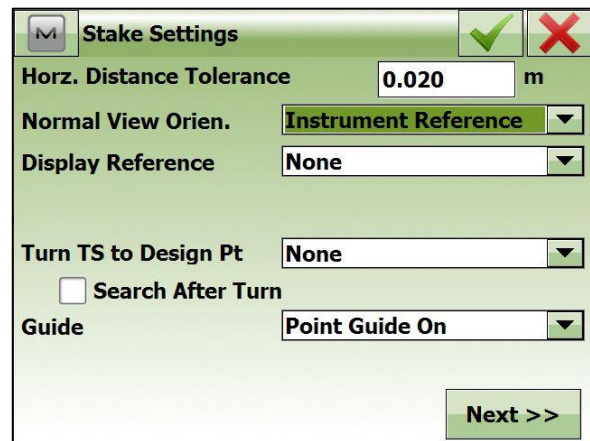 Stake Settings
Horz. Distance Tolerance 0.020 m
Normal View Orien. Instrument Reference
Display Reference None
Turn TS to Design Pt None
Search After Turn
Guide Point Guide On
Next >>